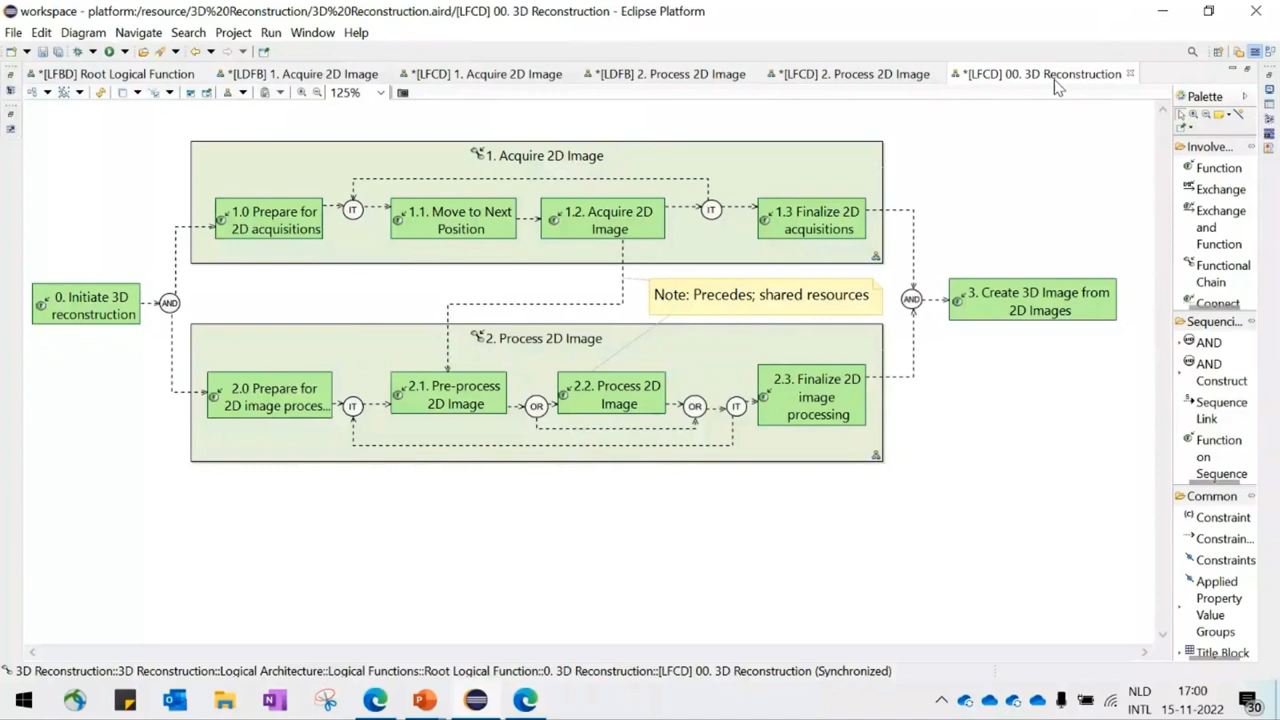 workspace - platform:/resource/3D%20Reconstruction/3D%20Reconstruction.aird/[LFCD] 00. 3D Reconstruction - Eclipse Platform
File Edit Diagram Navigate Search Project Run Window Help
*[LFBD] Root Logical Function *[LDFB] 1. Acquire 2D Image *[LFCD] 1. Acquire 2D Image *[LDFB] 2. Process 2D Image *[LFCD] 2. Process 2D Image *[LFCD] 00. 3D Reconstruction
125%
1. Acquire 2D Image
1.0 Prepare for
2D acquisitions
IT
1.1. Move to Next
Position
1.2. Acquire 2D
Image
IT
1.3 Finalize 2D
acquisitions
0. Initiate 3D
reconstruction
AND
Note: Precedes; shared resources
AND
3. Create 3D Image from
2D Images
2. Process 2D Image
2.0 Prepare for
2D image proces...
IT
2.1. Pre-process
2D Image
OR
2.2. Process 2D
Image
OR
IT
2.3. Finalize 2D
image
processing
Palette
Involve...
Function
Exchange
Exchange
and
Function
Functional
Chain
Connect
Sequenci...
AND
AND
Construct
Sequence
Link
Function
on
Sequence
Common
Constraint
Constrain...
Constraints
Applied
Property
Value
Groups
Title Block
3D Reconstruction::3D Reconstruction::Logical Architecture::Logical Functions::Root Logical Function::0. 3D Reconstruction::[LFCD] 00. 3D Reconstruction (Synchronized)
NLD
INTL
17:00
15-11-2022
30